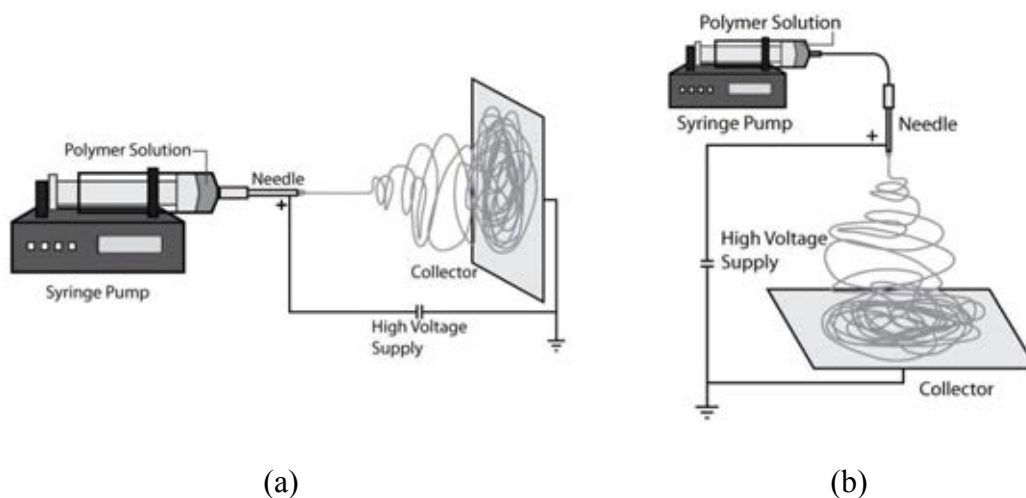 Polymer Solution
Needle
+
Syringe Pump
Collector
High Voltage
Supply
(a)
Polymer Solution
Syringe Pump
Needle
+
High Voltage
Supply
Collector
(b)